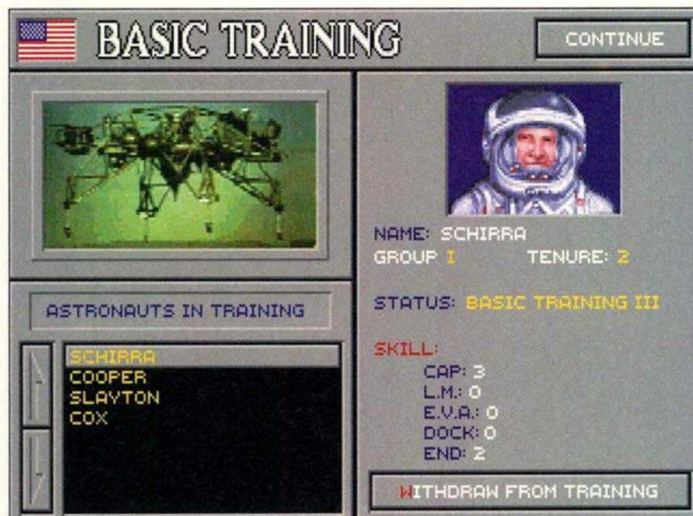 BASIC TRAINING
CONTINUE
NAME: SCHIRRA
GROUP I TENURE: 2
STATUS: BASIC TRAINING III
SKILL:
CAP: 3
L.M.: 0
E.V.A.: 0
DOCK: 0
END: 2
WITHDRAW FROM TRAINING
ASTRONAUTS IN TRAINING
SCHIRRA
COOPER
SLAYTON
COX